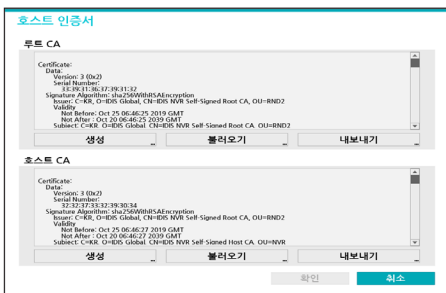 호스트 인증서
루트 CA
Certificate:
Data:
Version: 3 (0x2)
Serial Number:
33:39:31:36:37:39:31:32
Signature Algorithm: sha256WithRSAEncryption
Issuer: C=KR, O=IDIS Global, CN=IDIS NVR Self-Signed Root CA, OU=RND2
Validity
Not Before: Oct 25 06:46:25 2019 GMT
Not After : Oct 20 06:46:25 2039 GMT
Subject: C=KR, O=IDIS Global, CN=IDIS NVR Self-Signed Root CA, OU=RND2
생성 ...
불러오기 ...
내보내기 ...
호스트 CA
Certificate:
Data:
Version: 3 (0x2)
Serial Number:
32:32:37:33:32:39:30:34
Signature Algorithm: sha256WithRSAEncryption
Issuer: C=KR, O=IDIS Global, CN=IDIS NVR Self-Signed Root CA, OU=RND2
Validity
Not Before: Oct 25 06:46:27 2019 GMT
Not After : Oct 20 06:46:27 2039 GMT
Subject: C=KR, O=IDIS Global, CN=IDIS NVR Self-Signed Host CA, OU=NVR
생성 ...
불러오기 ...
내보내기 ...
확인
취소